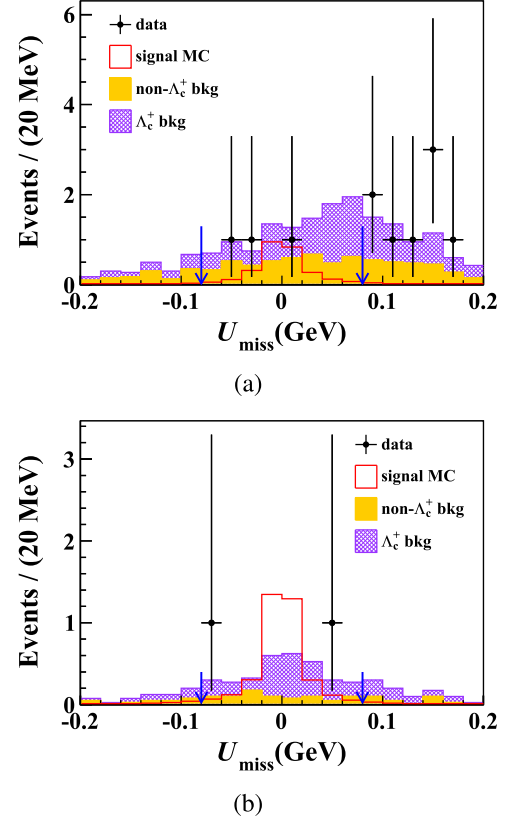 6
4
2
0
Events / (20 MeV)
data
signal MC
non-Λc+ bkg
Λc+ bkg
-0.2 -0.1 0 0.1 0.2
Umiss(GeV)
(a)
3
2
1
0
Events / (20 MeV)
data
signal MC
non-Λc+ bkg
Λc+ bkg
-0.2 -0.1 0 0.1 0.2
Umiss(GeV)
(b)